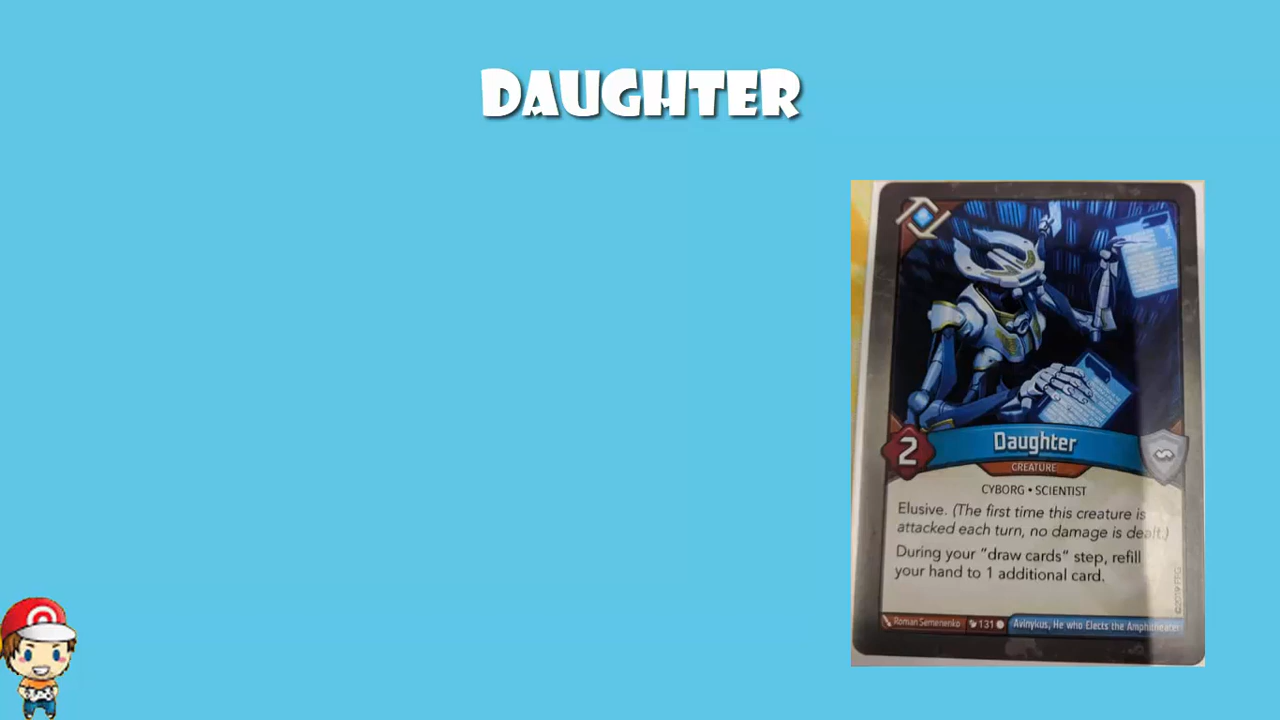 DAUGHTER
2
Daughter
CREATURE
CYBORG • SCIENTIST
Elusive. (The first time this creature is
attacked each turn, no damage is dealt.)
During your "draw cards" step, refill
your hand to 1 additional card.
©2019 FFG
Roman Semenenko
131
Avinykus, He who Elects the Amphitheater